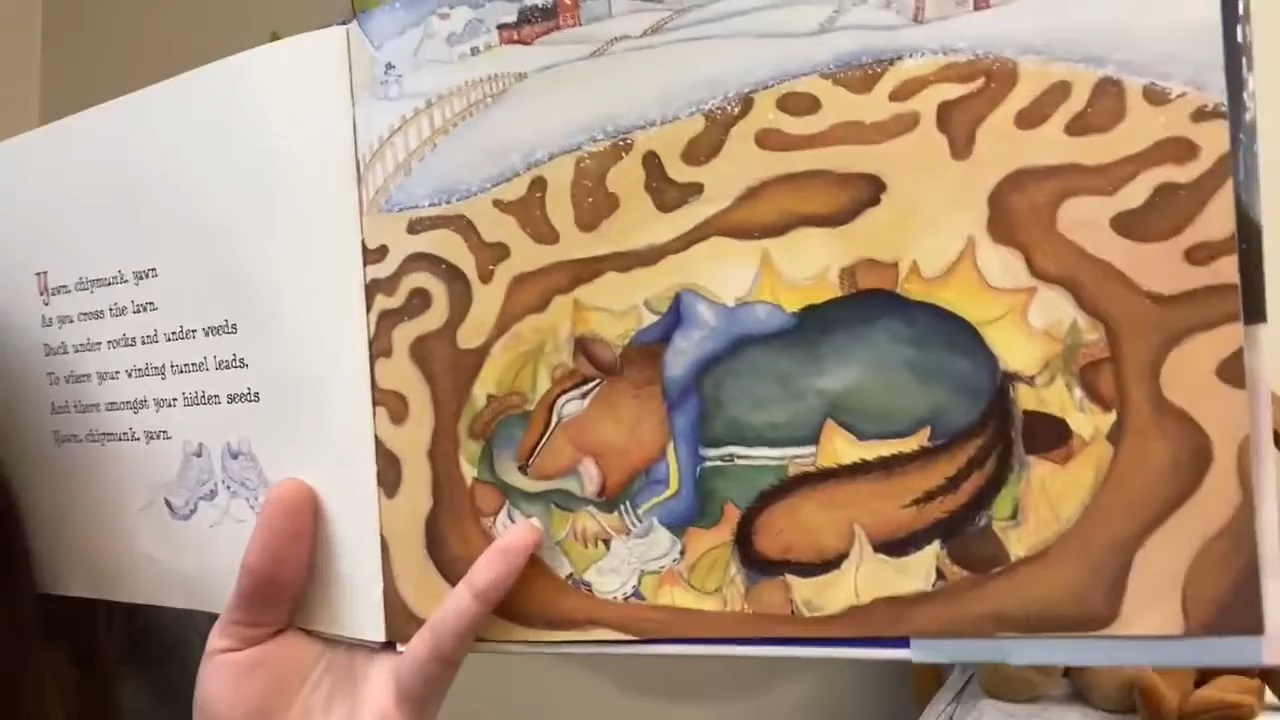 Yawn, chipmunk, yawn
As you cross the lawn.
Duck under rocks and under weeds
To where your winding tunnel leads,
And there amongst your hidden seeds
Yawn, chipmunk, yawn.